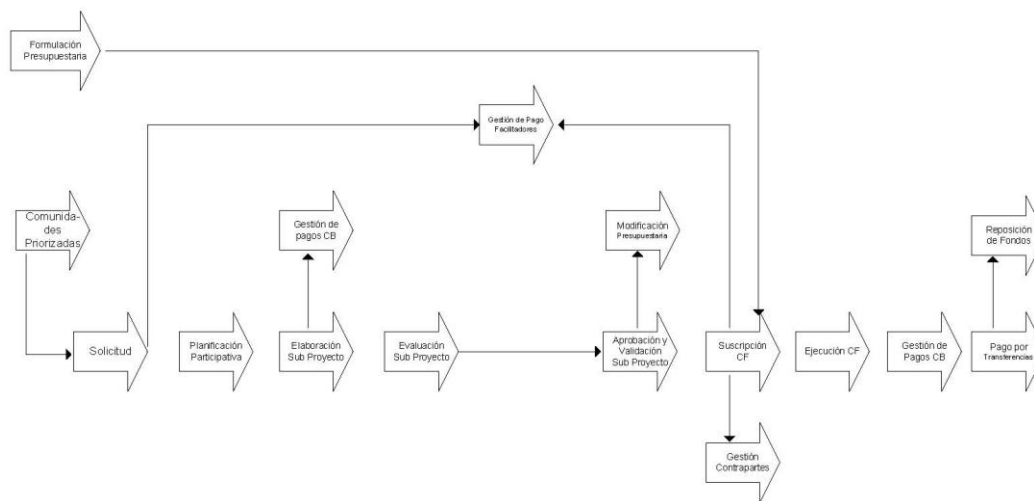 Formulación
Presupuestaria
Gestión de Pago
Facilitadores
Comunida-
des
Priorizadas
Gestión de
pagos CB
Modificación
Presupuestaria
Reposición
de Fondos
Solicitud
Planificación
Participativa
Elaboración
Sub Proyecto
Evaluación
Sub Proyecto
Aprobación y
Validación
Sub Proyecto
Suscripción
CF
Ejecución CF
Gestión de
Pagos CB
Pago por
Transferencias
Gestión
Contrapartes